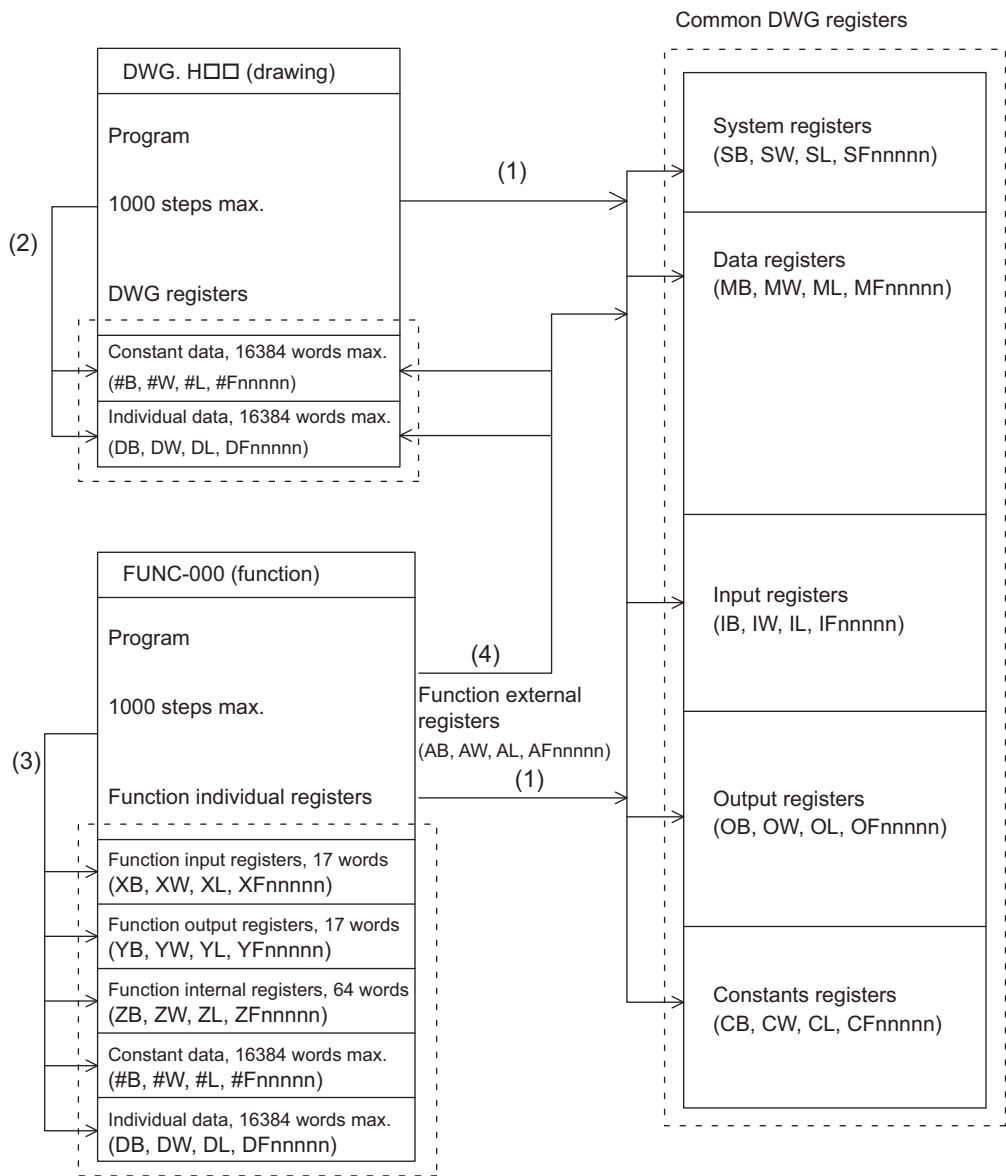 Common DWG registers
DWG. H□□ (drawing)
Program
1000 steps max.
DWG registers
Constant data, 16384 words max.
(#B, #W, #L, #Fnnnnn)
Individual data, 16384 words max.
(DB, DW, DL, DFnnnnn)
(2)
(1)
FUNC-000 (function)
Program
1000 steps max.
Function individual registers
Function input registers, 17 words
(XB, XW, XL, XFnnnnn)
Function output registers, 17 words
(YB, YW, YL, YFnnnnn)
Function internal registers, 64 words
(ZB, ZW, ZL, ZFnnnnn)
Constant data, 16384 words max.
(#B, #W, #L, #Fnnnnn)
Individual data, 16384 words max.
(DB, DW, DL, DFnnnnn)
(3)
(4)
Function external
registers
(AB, AW, AL, AFnnnnn)
(1)
System registers
(SB, SW, SL, SFnnnnn)
Data registers
(MB, MW, ML, MFnnnnn)
Input registers
(IB, IW, IL, IFnnnnn)
Output registers
(OB, OW, OL, OFnnnnn)
Constants registers
(CB, CW, CL, CFnnnnn)